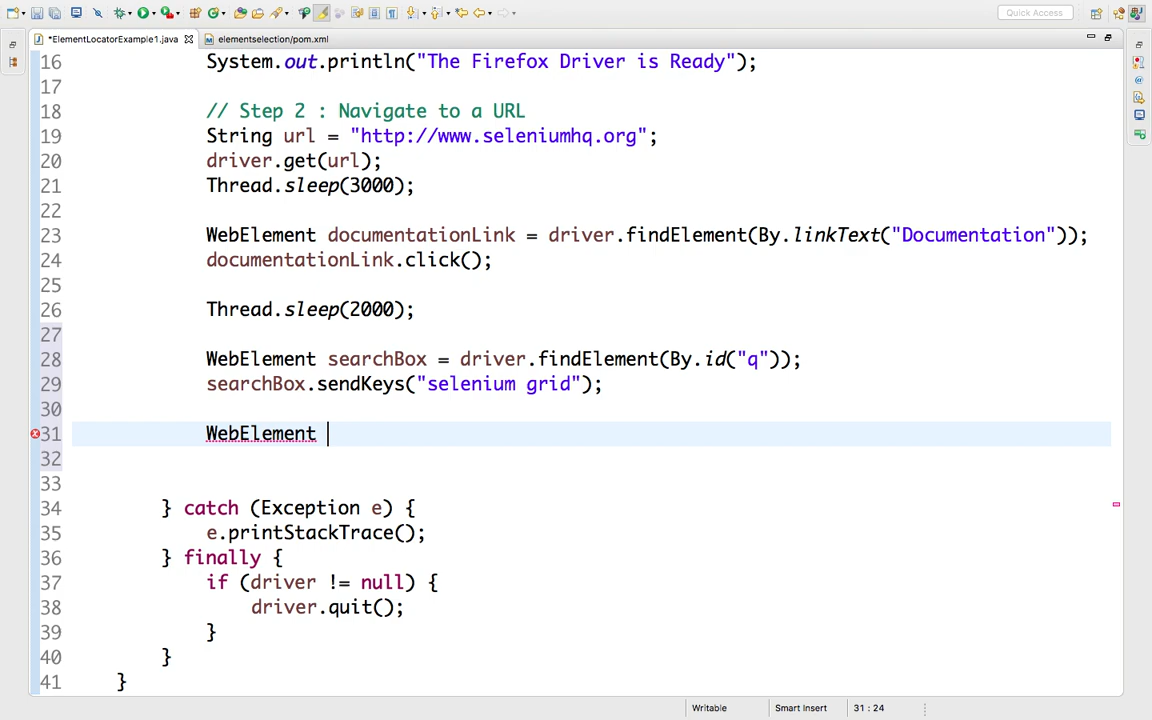 Quick Access
*ElementLocatorExample1.java
elementselection/pom.xml
16 System.out.println("The Firefox Driver is Ready");
17
18 // Step 2 : Navigate to a URL
19 String url = "http://www.seleniumhq.org";
20 driver.get(url);
21 Thread.sleep(3000);
22
23 WebElement documentationLink = driver.findElement(By.linkText("Documentation"));
24 documentationLink.click();
25
26 Thread.sleep(2000);
27
28 WebElement searchBox = driver.findElement(By.id("q"));
29 searchBox.sendKeys("selenium grid");
30
31 WebElement
32
33
34 } catch (Exception e) {
35 e.printStackTrace();
36 } finally {
37 if (driver != null) {
38 driver.quit();
39 }
40 }
41 }
Writable Smart Insert 31 : 24